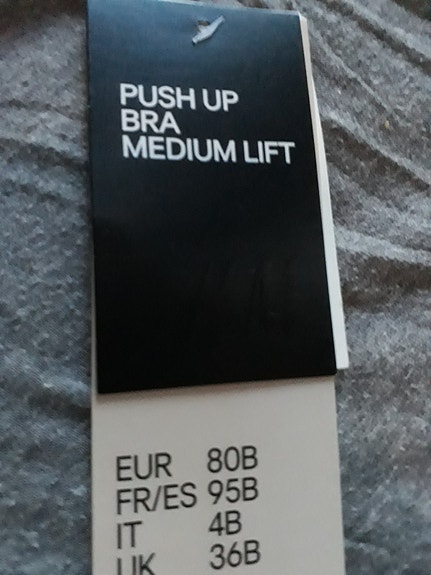 PUSH UP
BRA
MEDIUM LIFT
EUR 80B
FR/ES 95B
IT 4B
UK 36B